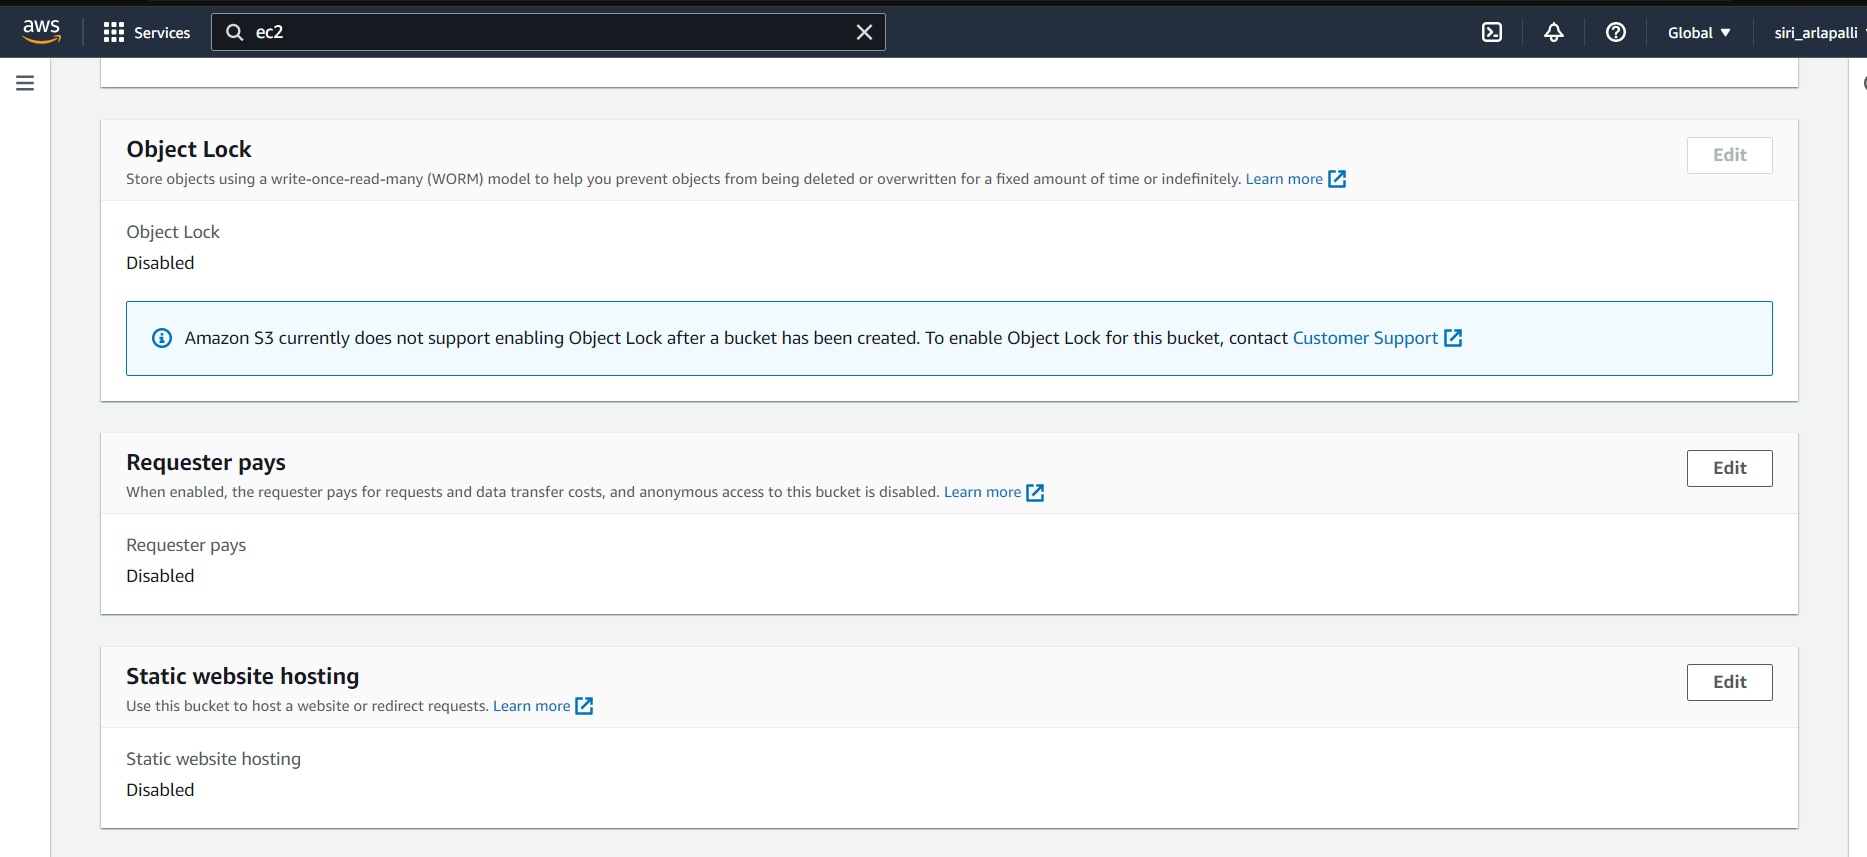 aws
Services
ec2
Global
siri_arlapalli
Object Lock
Edit
Store objects using a write-once-read-many (WORM) model to help you prevent objects from being deleted or overwritten for a fixed amount of time or indefinitely. Learn more
Object Lock
Disabled
Amazon S3 currently does not support enabling Object Lock after a bucket has been created. To enable Object Lock for this bucket, contact Customer Support
Requester pays
Edit
When enabled, the requester pays for requests and data transfer costs, and anonymous access to this bucket is disabled. Learn more
Requester pays
Disabled
Static website hosting
Edit
Use this bucket to host a website or redirect requests. Learn more
Static website hosting
Disabled